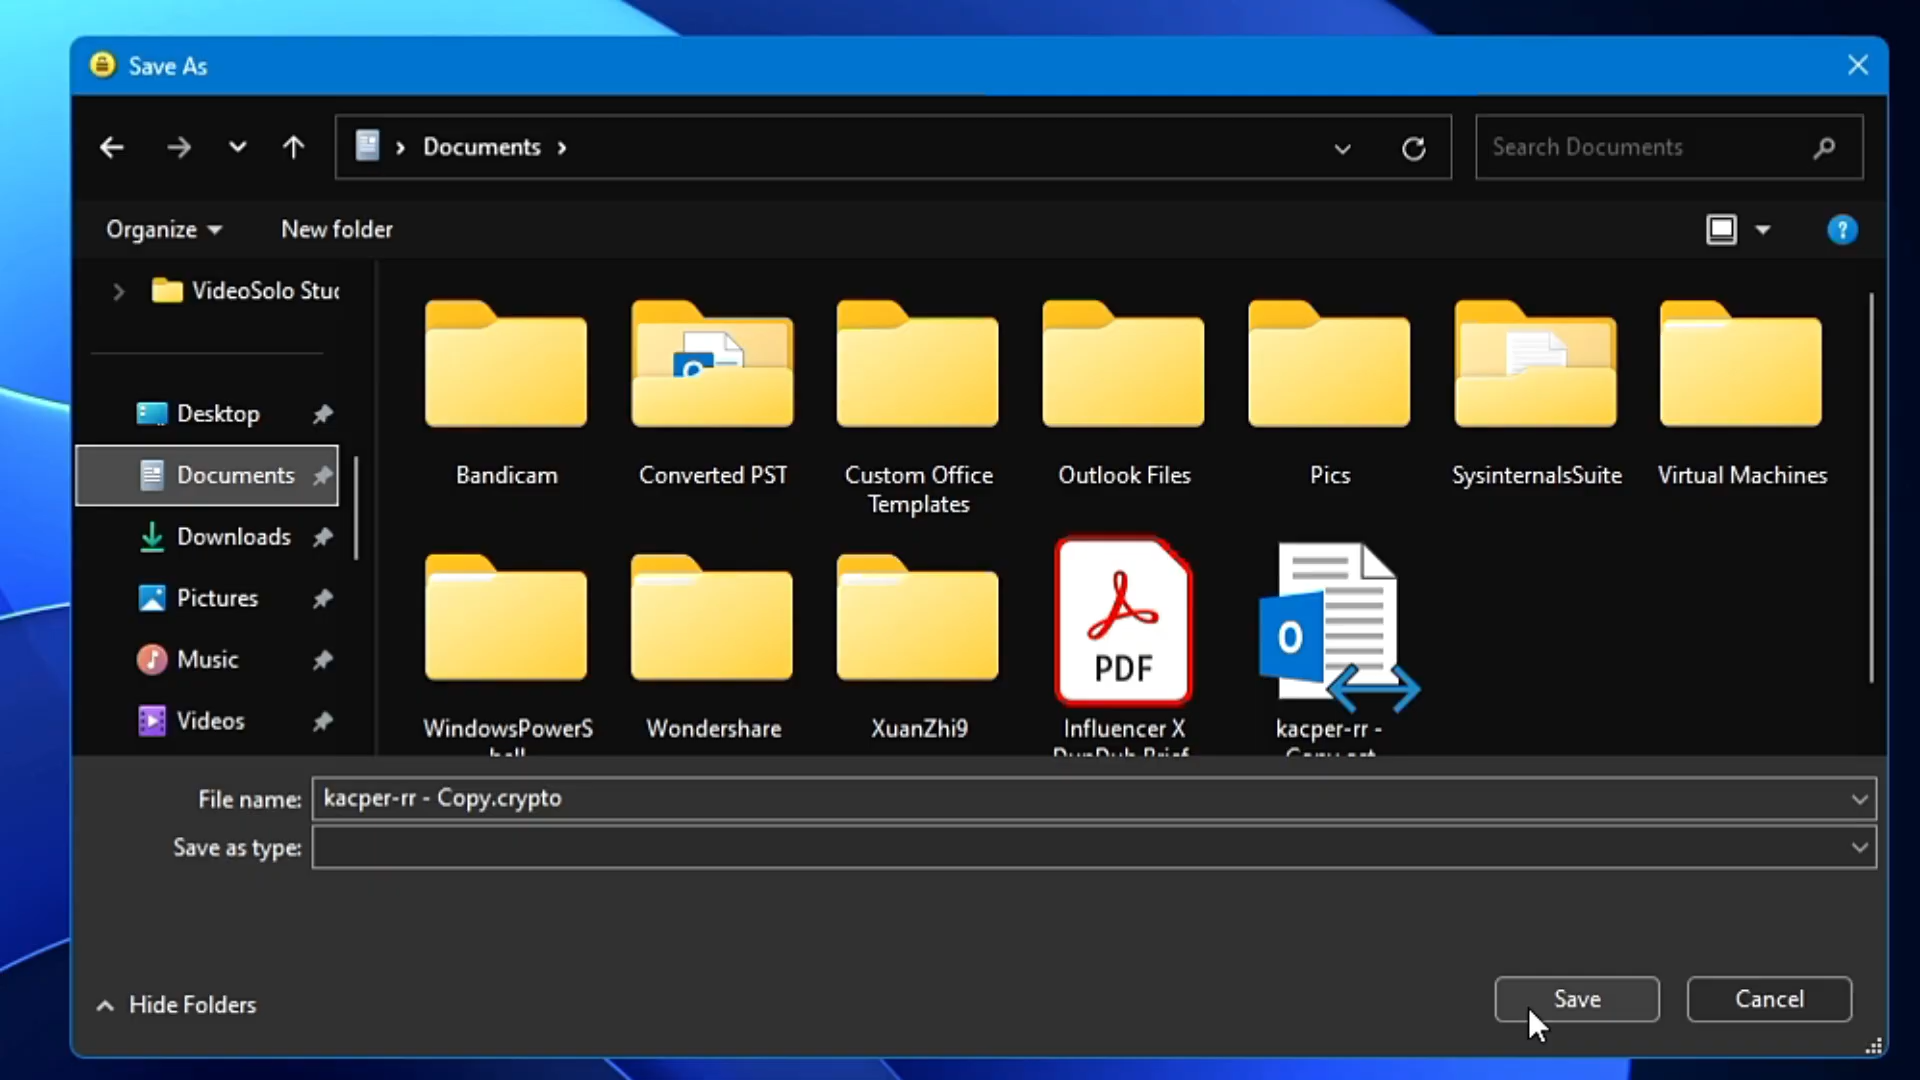 Save As
Documents
Search Documents
Organize
New folder
?
VideoSolo Stud
Desktop
Documents
Downloads
Pictures
Music
Videos
Bandicam
Converted PST
Custom Office
Templates
Outlook Files
Pics
SysinternalsSuite
Virtual Machines
WindowsPowerS
hell
Wondershare
XuanZhi9
PDF
Influencer X
O
kacper-rr -
File name: kacper-rr - Copy.crypto
Save as type:
Hide Folders
Save
Cancel